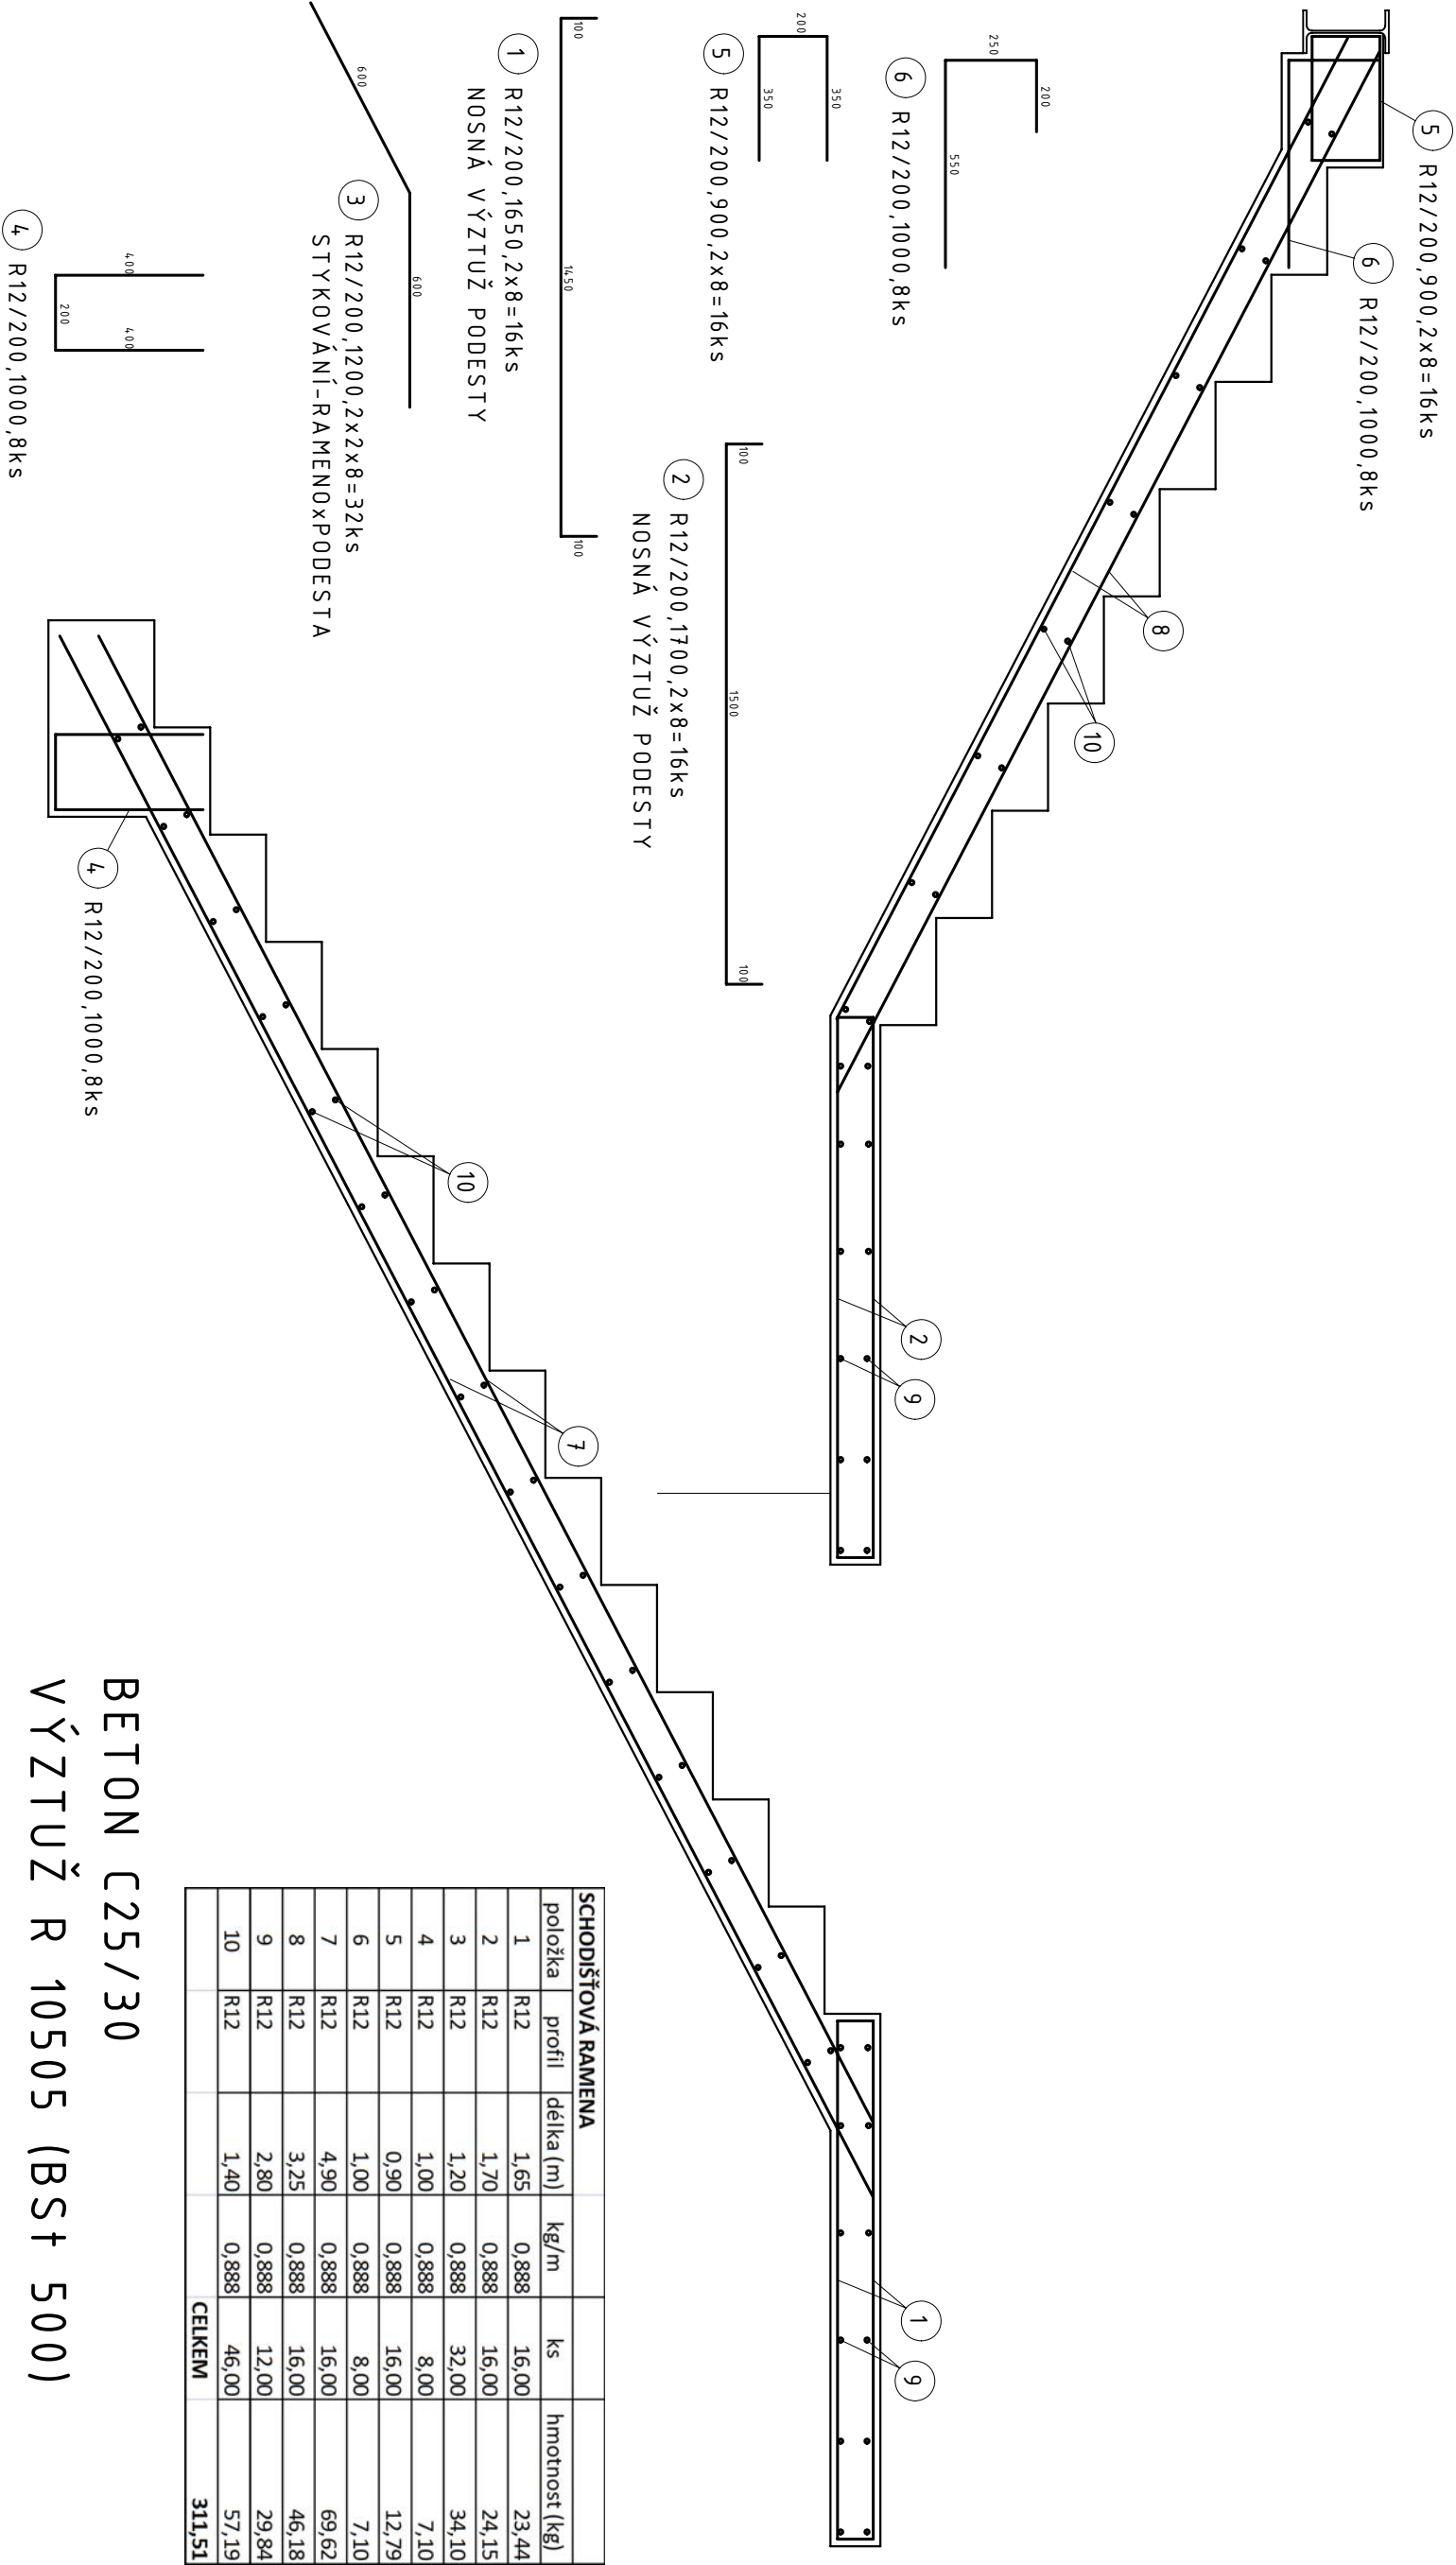 5 R12/200,900,2x8=16ks
6 R12/200,1000,8ks
250
200
550
6 R12/200,1000,8ks
200
350
350
5 R12/200,900,2x8=16ks
100
1450
100
1 R12/200,1650,2x8=16ks
NOSNÁ VÝZTUŽ PODESTY
600
600
3 R12/200,1200,2x2x8=32ks
STYKOVÁNÍ-RAMENOxPODESTA
400
400
200
4 R12/200,1000,8ks
100
1500
100
2 R12/200,1700,2x8=16ks
NOSNÁ VÝZTUŽ PODESTY
8
10
2
9
4 R12/200,1000,8ks
10
7
1
9
SCHODIŠŤOVÁ RAMENA
položka profil délka (m) kg/m ks hmotnost (kg)
1 R12 1,65 0,888 16,00 23,44
2 R12 1,70 0,888 16,00 24,15
3 R12 1,20 0,888 32,00 34,10
4 R12 1,00 0,888 8,00 7,10
5 R12 0,90 0,888 16,00 12,79
6 R12 1,00 0,888 8,00 7,10
7 R12 4,90 0,888 16,00 69,62
8 R12 3,25 0,888 16,00 46,18
9 R12 2,80 0,888 12,00 29,84
10 R12 1,40 0,888 46,00 57,19
CELKEM 311,51
BETON C25/30
VÝZTUŽ R 10505 (BSt 500)